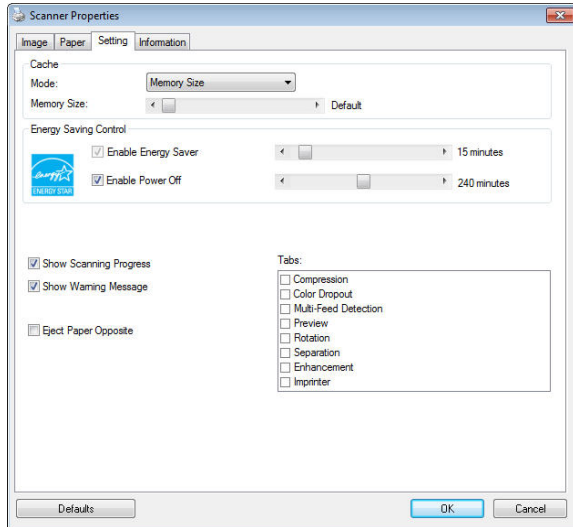 Scanner Properties
Image Paper Setting Information
Cache
Mode: Memory Size
Memory Size: Default
Energy Saving Control
Enable Energy Saver 15 minutes
energy
ENERGY STAR
Enable Power Off 240 minutes
Show Scanning Progress
Show Warning Message
Eject Paper Opposite
Tabs:
Compression
Color Dropout
Multi-Feed Detection
Preview
Rotation
Separation
Enhancement
Imprinter
Defaults OK Cancel